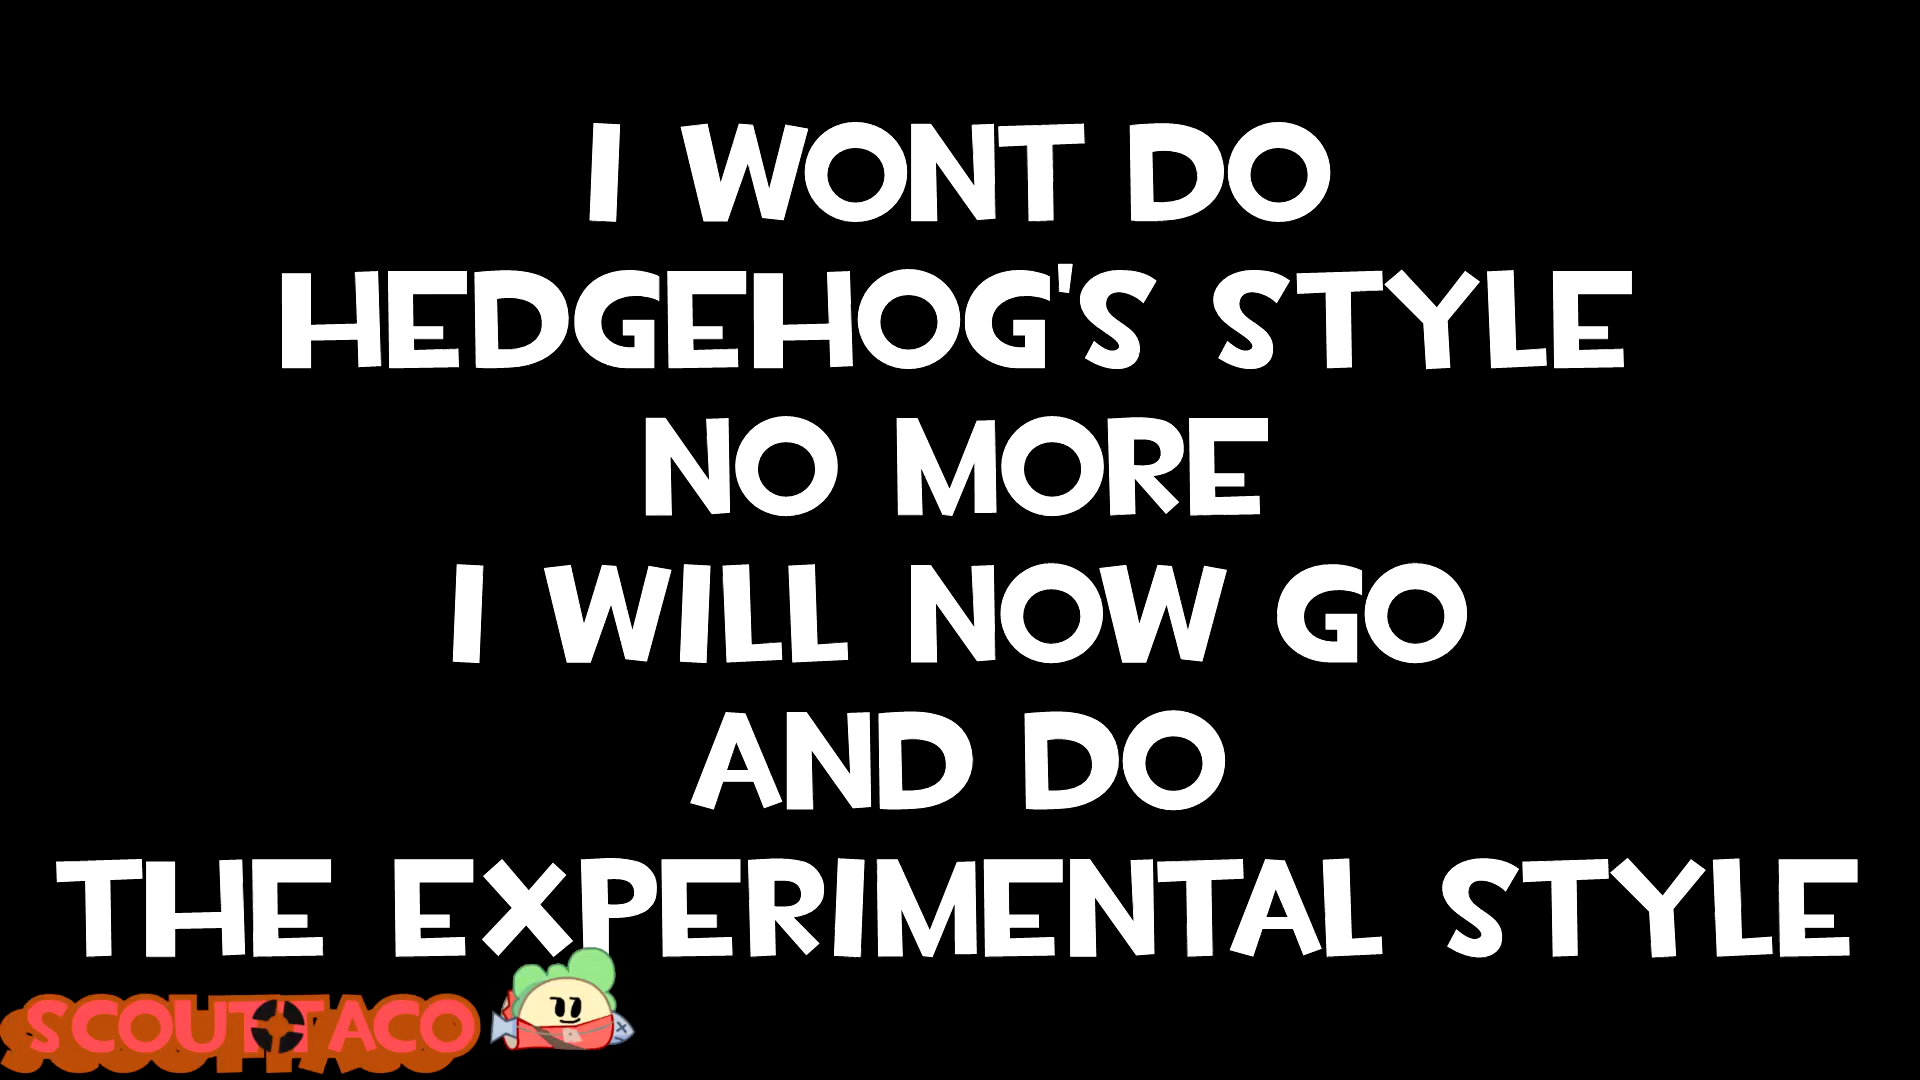 I WONT DO
HEDGEHOG'S STYLE
NO MORE
I WILL NOW GO
AND DO
THE EXPERIMENTAL STYLE
SCOUTTACO